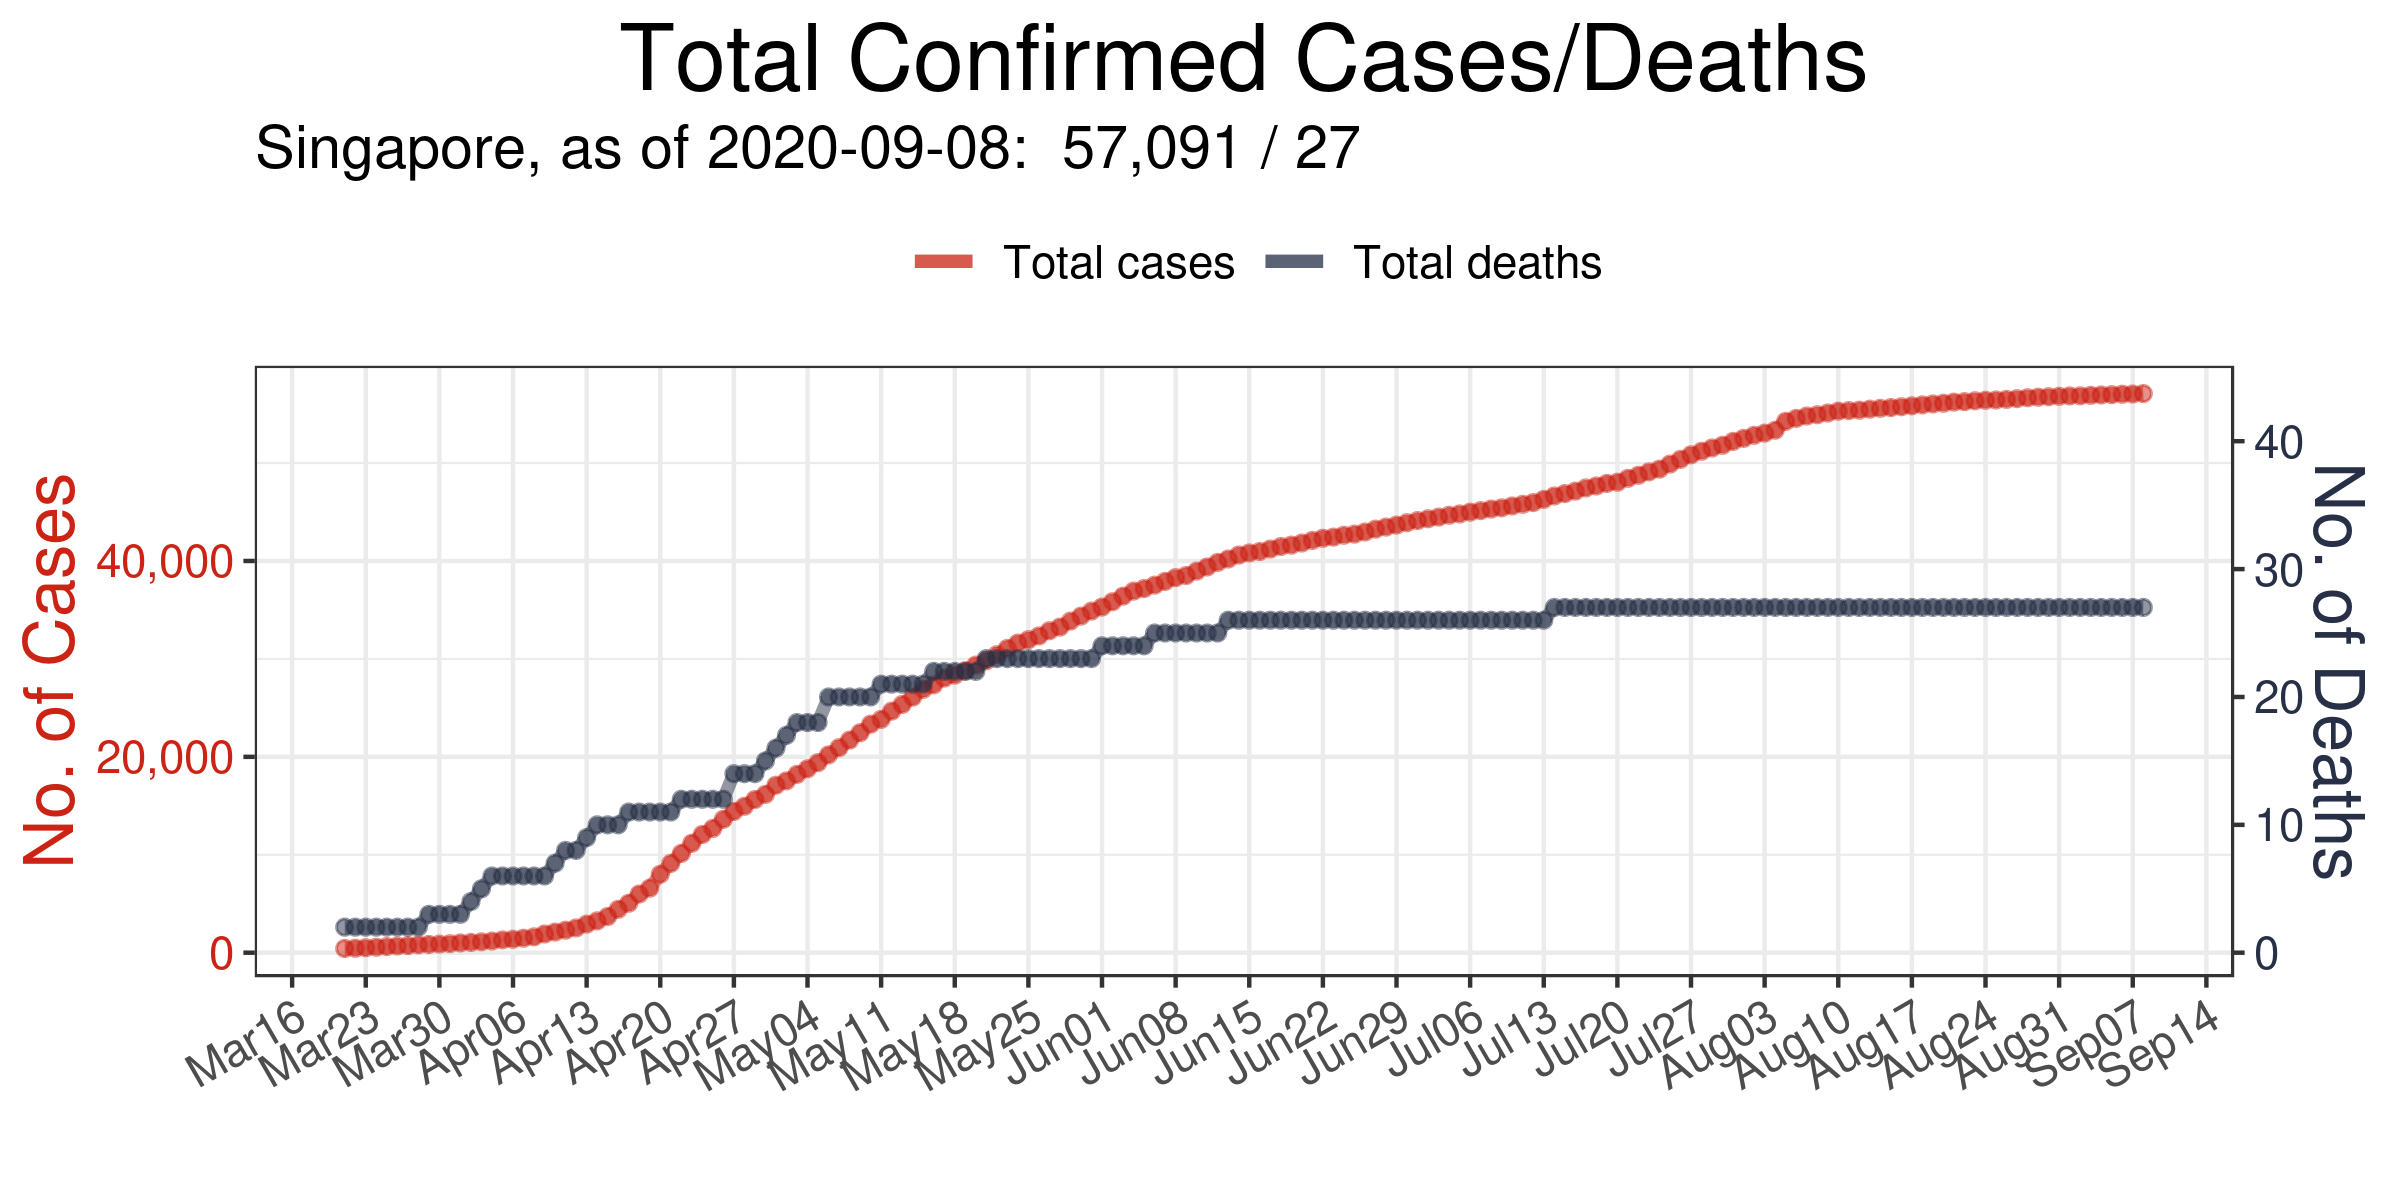 Total Confirmed Cases/Deaths
Singapore, as of 2020-09-08:  57,091 / 27
Total cases
Total deaths
No. of Cases
40,000
20,000
0
40
30
20
10
0
No. of Deaths
Mar16
Mar23
Mar30
Apr06
Apr13
Apr20
Apr27
May04
May11
May18
May25
Jun01
Jun08
Jun15
Jun22
Jun29
Jul06
Jul13
Jul20
Jul27
Aug03
Aug10
Aug17
Aug24
Aug31
Sep07
Sep14